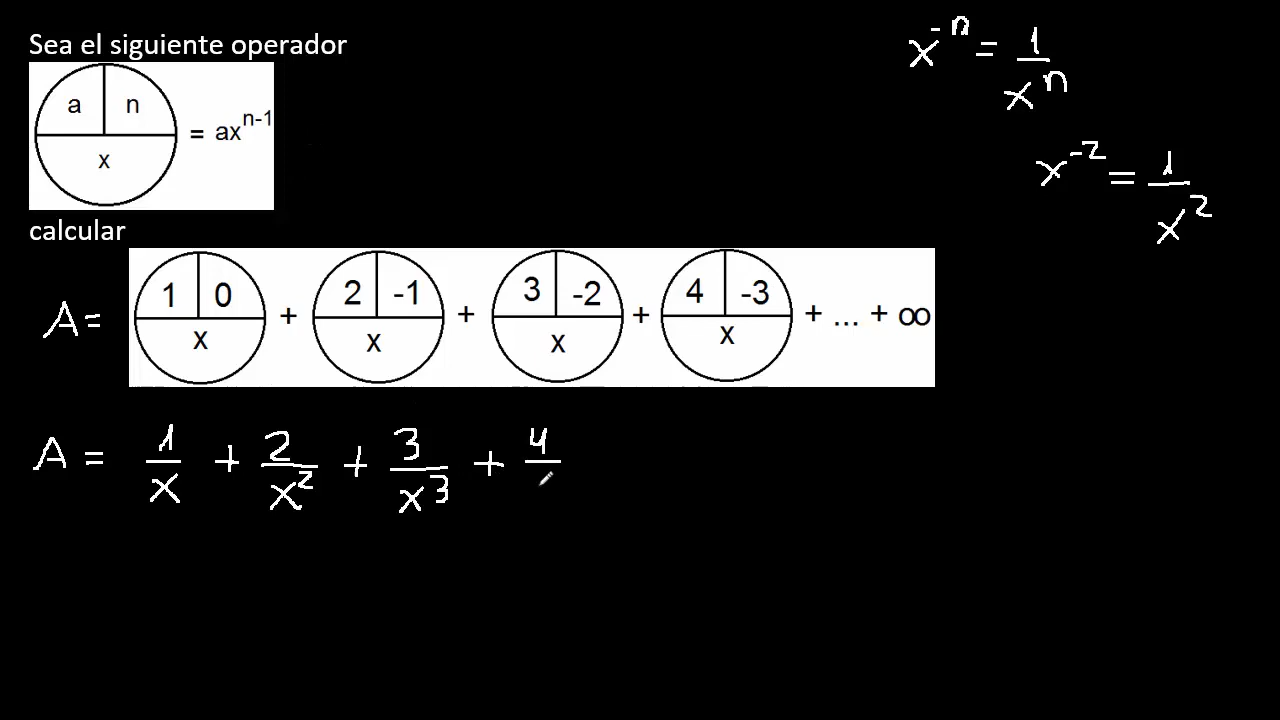 Sea el siguiente operador
a n x = ax^{n-1}
calcular
A = 1 0 x + 2 -1 x + 3 -2 x + 4 -3 x + ... + ∞
A = 1/x + 2/x^2 + 3/x^3 + 4/
x^{-n} = 1/x^n
x^{-2} = 1/x^2